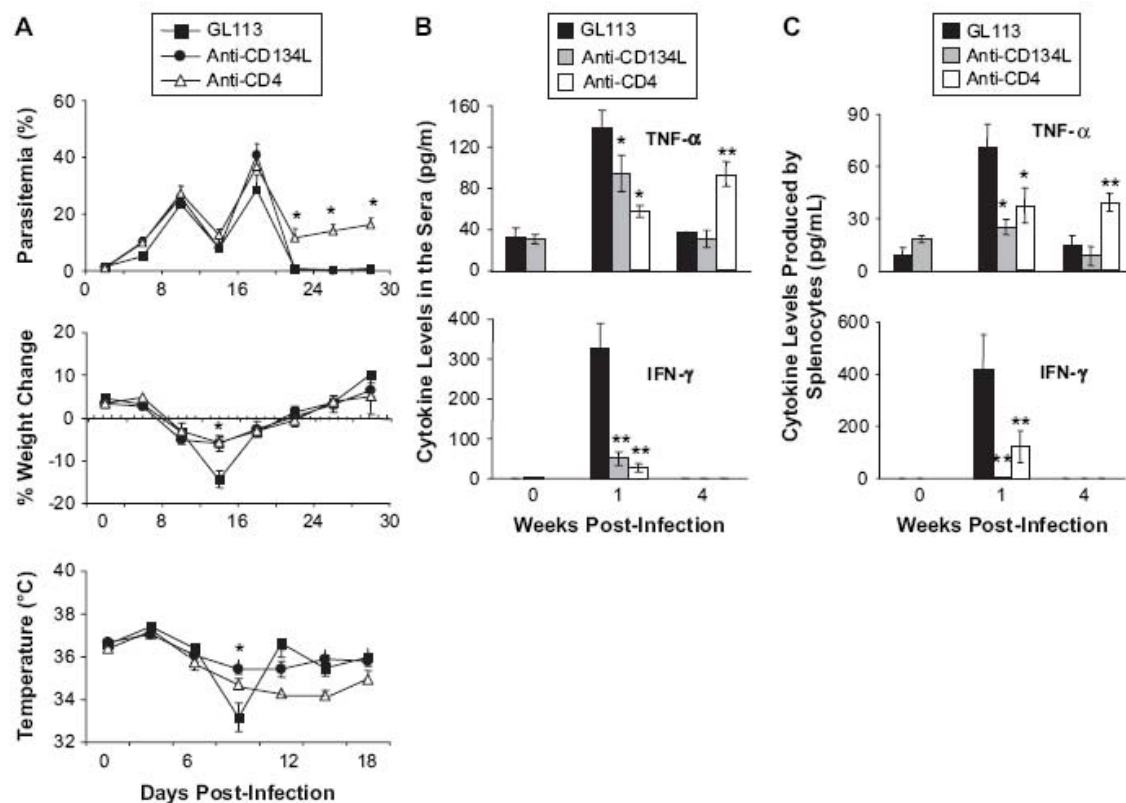 A
GL113
Anti-CD134L
Anti-CD4
Parasitemia (%)
60
40
20
0
0 8 16 24 30
*
*
*
% Weight Change
20
10
0
-10
-20
0 8 16 24 30
*
Temperature (°C)
40
38
36
34
32
0 6 12 18
*
Days Post-Infection
B
GL113
Anti-CD134L
Anti-CD4
Cytokine Levels in the Sera (pg/m)
160
120
80
40
0
TNF-α
*
*
**
400
300
200
100
0
IFN-γ
**
**
0 1 4
Weeks Post-Infection
C
GL113
Anti-CD134L
Anti-CD4
Cytokine Levels Produced by
Splenocytes (pg/mL)
90
60
30
0
TNF-α
*
*
**
600
400
200
0
IFN-γ
**
**
0 1 4
Weeks Post-Infection